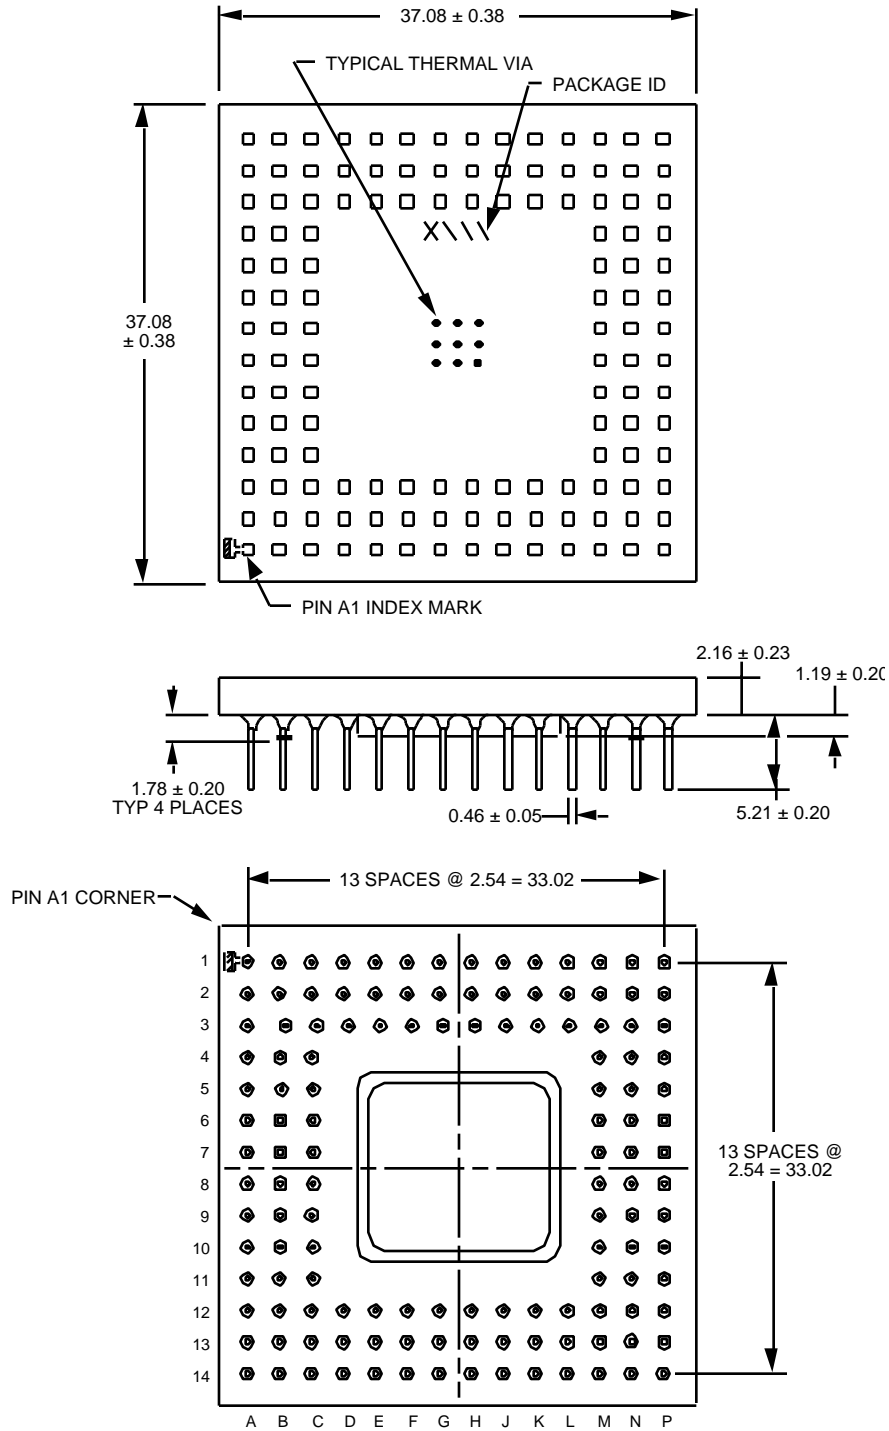 37.08 ± 0.38
TYPICAL THERMAL VIA
PACKAGE ID
37.08
± 0.38
PIN A1 INDEX MARK
2.16 ± 0.23
1.19 ± 0.20
1.78 ± 0.20
TYP 4 PLACES
0.46 ± 0.05
5.21 ± 0.20
13 SPACES @ 2.54 = 33.02
PIN A1 CORNER
1
2
3
4
5
6
7
13 SPACES @
2.54 = 33.02
8
9
10
11
12
13
14
A B C D E F G H J K L M N P